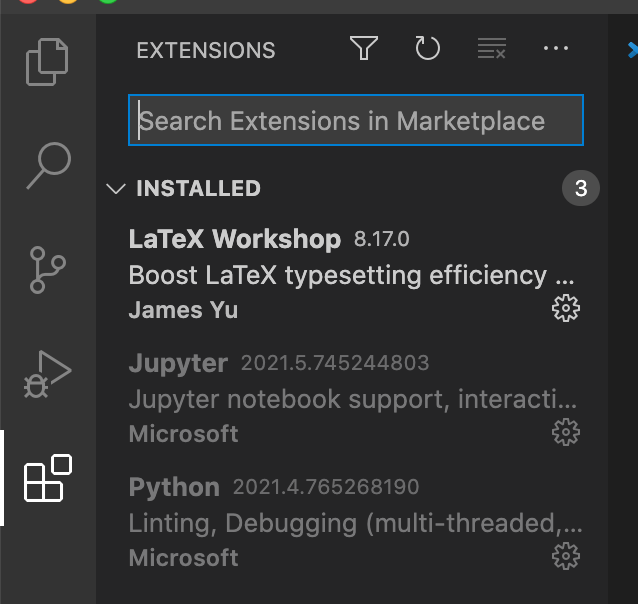 EXTENSIONS
Search Extensions in Marketplace
INSTALLED 3
LaTeX Workshop 8.17.0
Boost LaTeX typesetting efficiency ...
James Yu
Jupyter 2021.5.745244803
Jupyter notebook support, interacti...
Microsoft
Python 2021.4.765268190
Linting, Debugging (multi-threaded,...
Microsoft